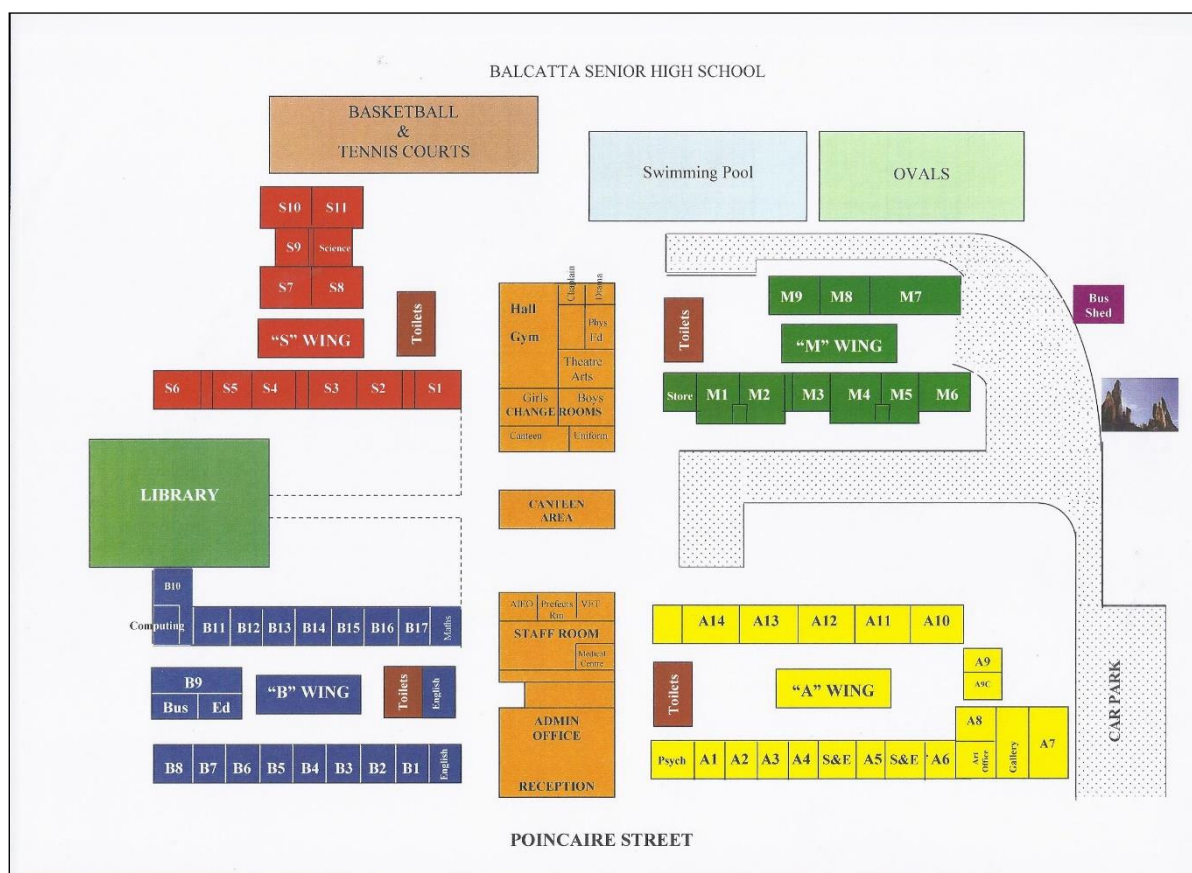 BALCATTA SENIOR HIGH SCHOOL
BASKETBALL
&
TENNIS COURTS
Swimming Pool
OVALS
S10 S11
S9 Science
S7 S8
"S" WING
Toilets
S6 S5 S4 S3 S2 S1
Hall
Gym
Chaplain
Drama
Phys
Ed
Theatre
Arts
Girls Boys
CHANGE ROOMS
Canteen Uniform
Toilets
M9 M8 M7
"M" WING
Store M1 M2 M3 M4 M5 M6
Bus
Shed
LIBRARY
CANTEEN
AREA
B10
Computing
B11 B12 B13 B14 B15 B16 B17 Maths
B9
Bus Ed
"B" WING
Toilets
English
B8 B7 B6 B5 B4 B3 B2 B1 English
AIEO Prefects VET
Rm
STAFF ROOM
Medical
Centre
ADMIN
OFFICE
RECEPTION
A14 A13 A12 A11 A10
Toilets
"A" WING
A9
A9C
Psych A1 A2 A3 A4 S&E A5 S&E A6
A8
Art
Office
Gallery
A7
CAR PARK
POINCAIRE STREET